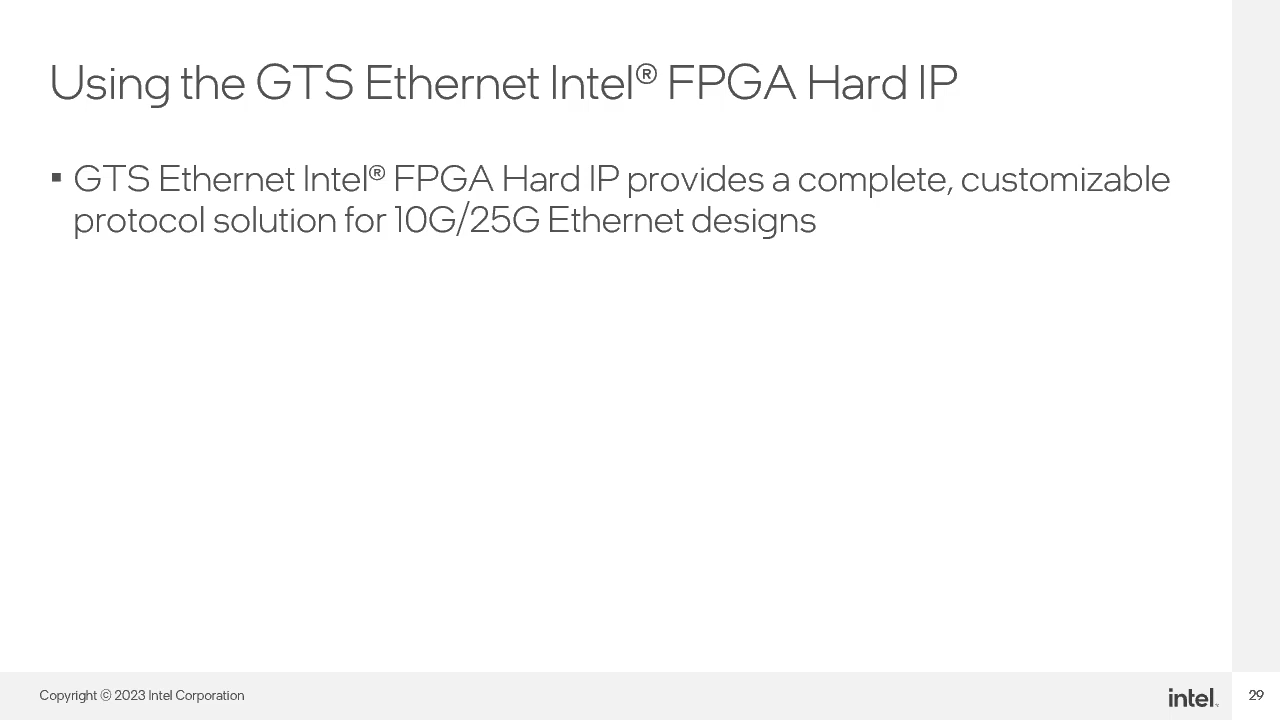 Using the GTS Ethernet Intel® FPGA Hard IP
▪ GTS Ethernet Intel® FPGA Hard IP provides a complete, customizable
protocol solution for 10G/25G Ethernet designs
Copyright © 2023 Intel Corporation
intel.
29